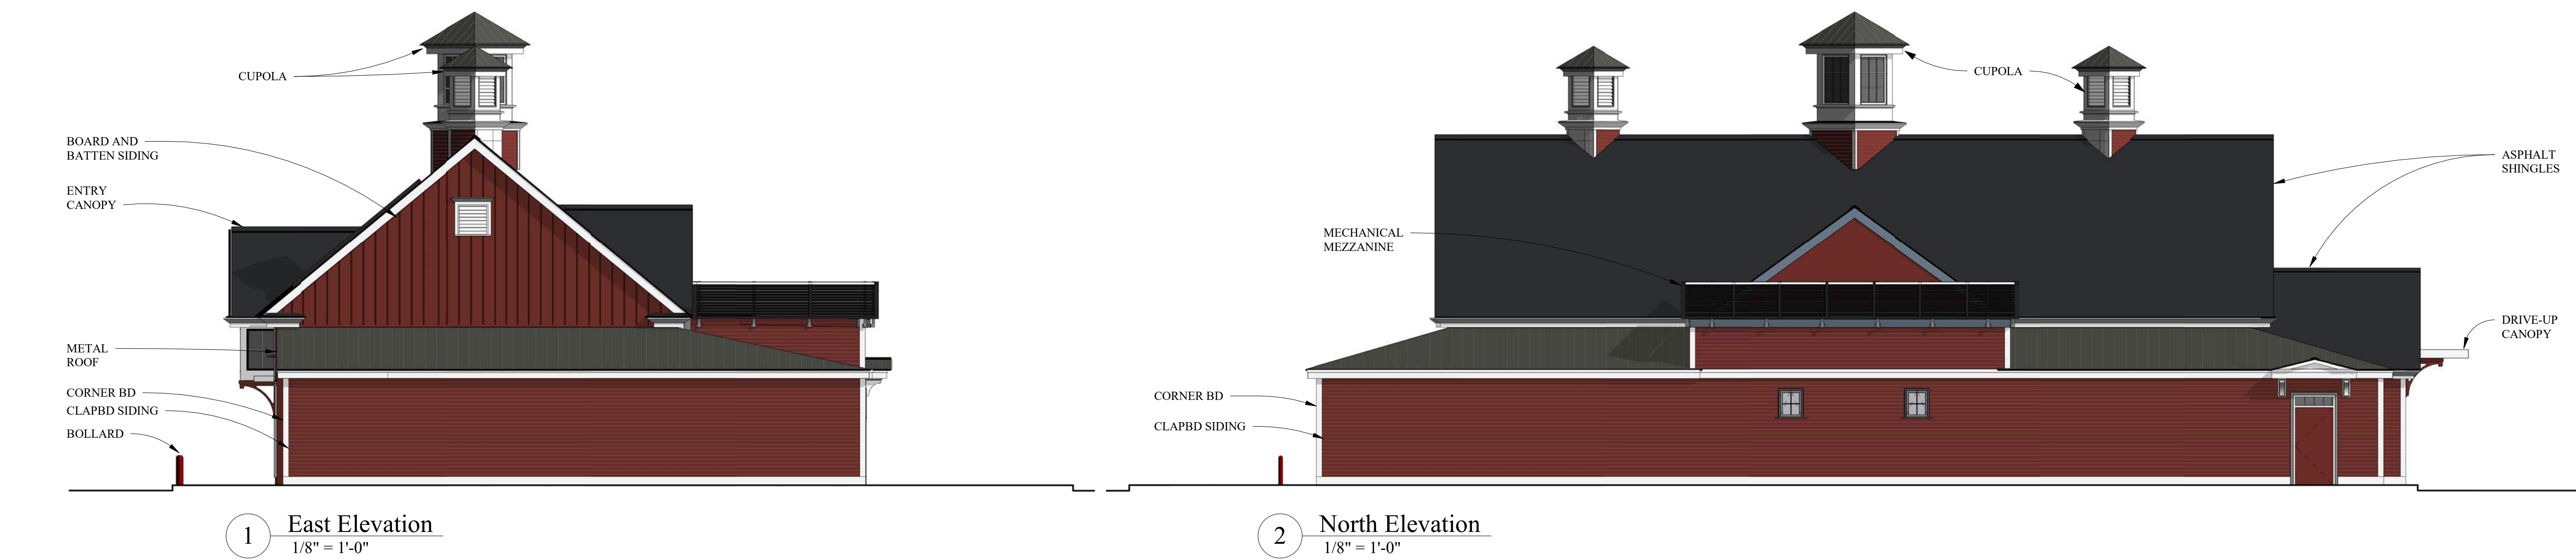 CUPOLA
BOARD AND
BATTEN SIDING
ENTRY
CANOPY
METAL
ROOF
CORNER BD
CLAPBD SIDING
BOLLARD
1
East Elevation
1/8" = 1'-0"
CUPOLA
ASPHALT
SHINGLES
MECHANICAL
MEZZANINE
DRIVE-UP
CANOPY
CORNER BD
CLAPBD SIDING
2
North Elevation
1/8" = 1'-0"